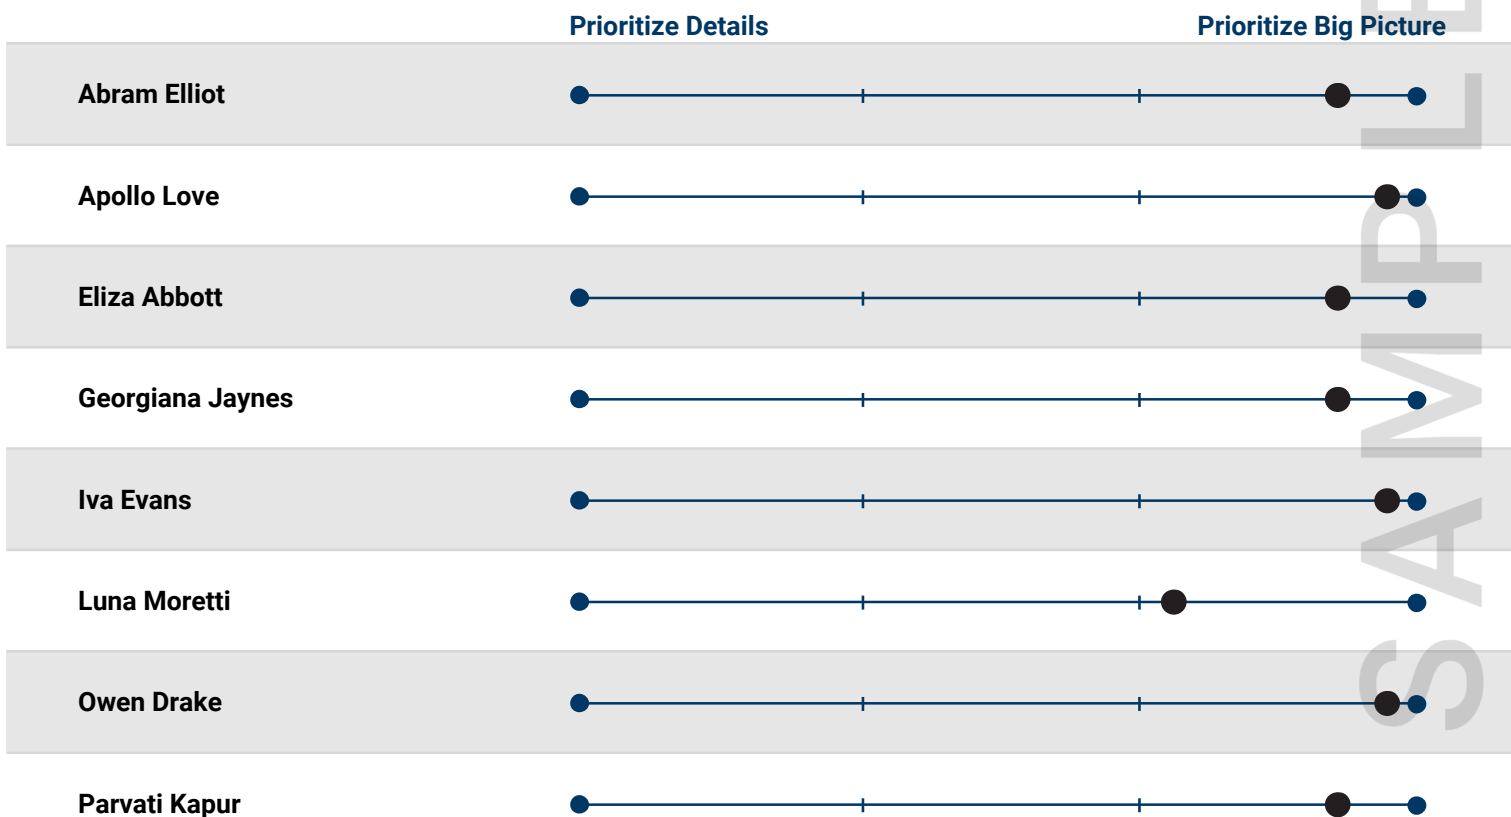 Prioritize Details Prioritize Big Picture
Abram Elliot
Apollo Love
Eliza Abbott
Georgiana Jaynes
Iva Evans
Luna Moretti
Owen Drake
Parvati Kapur
SAMPLE